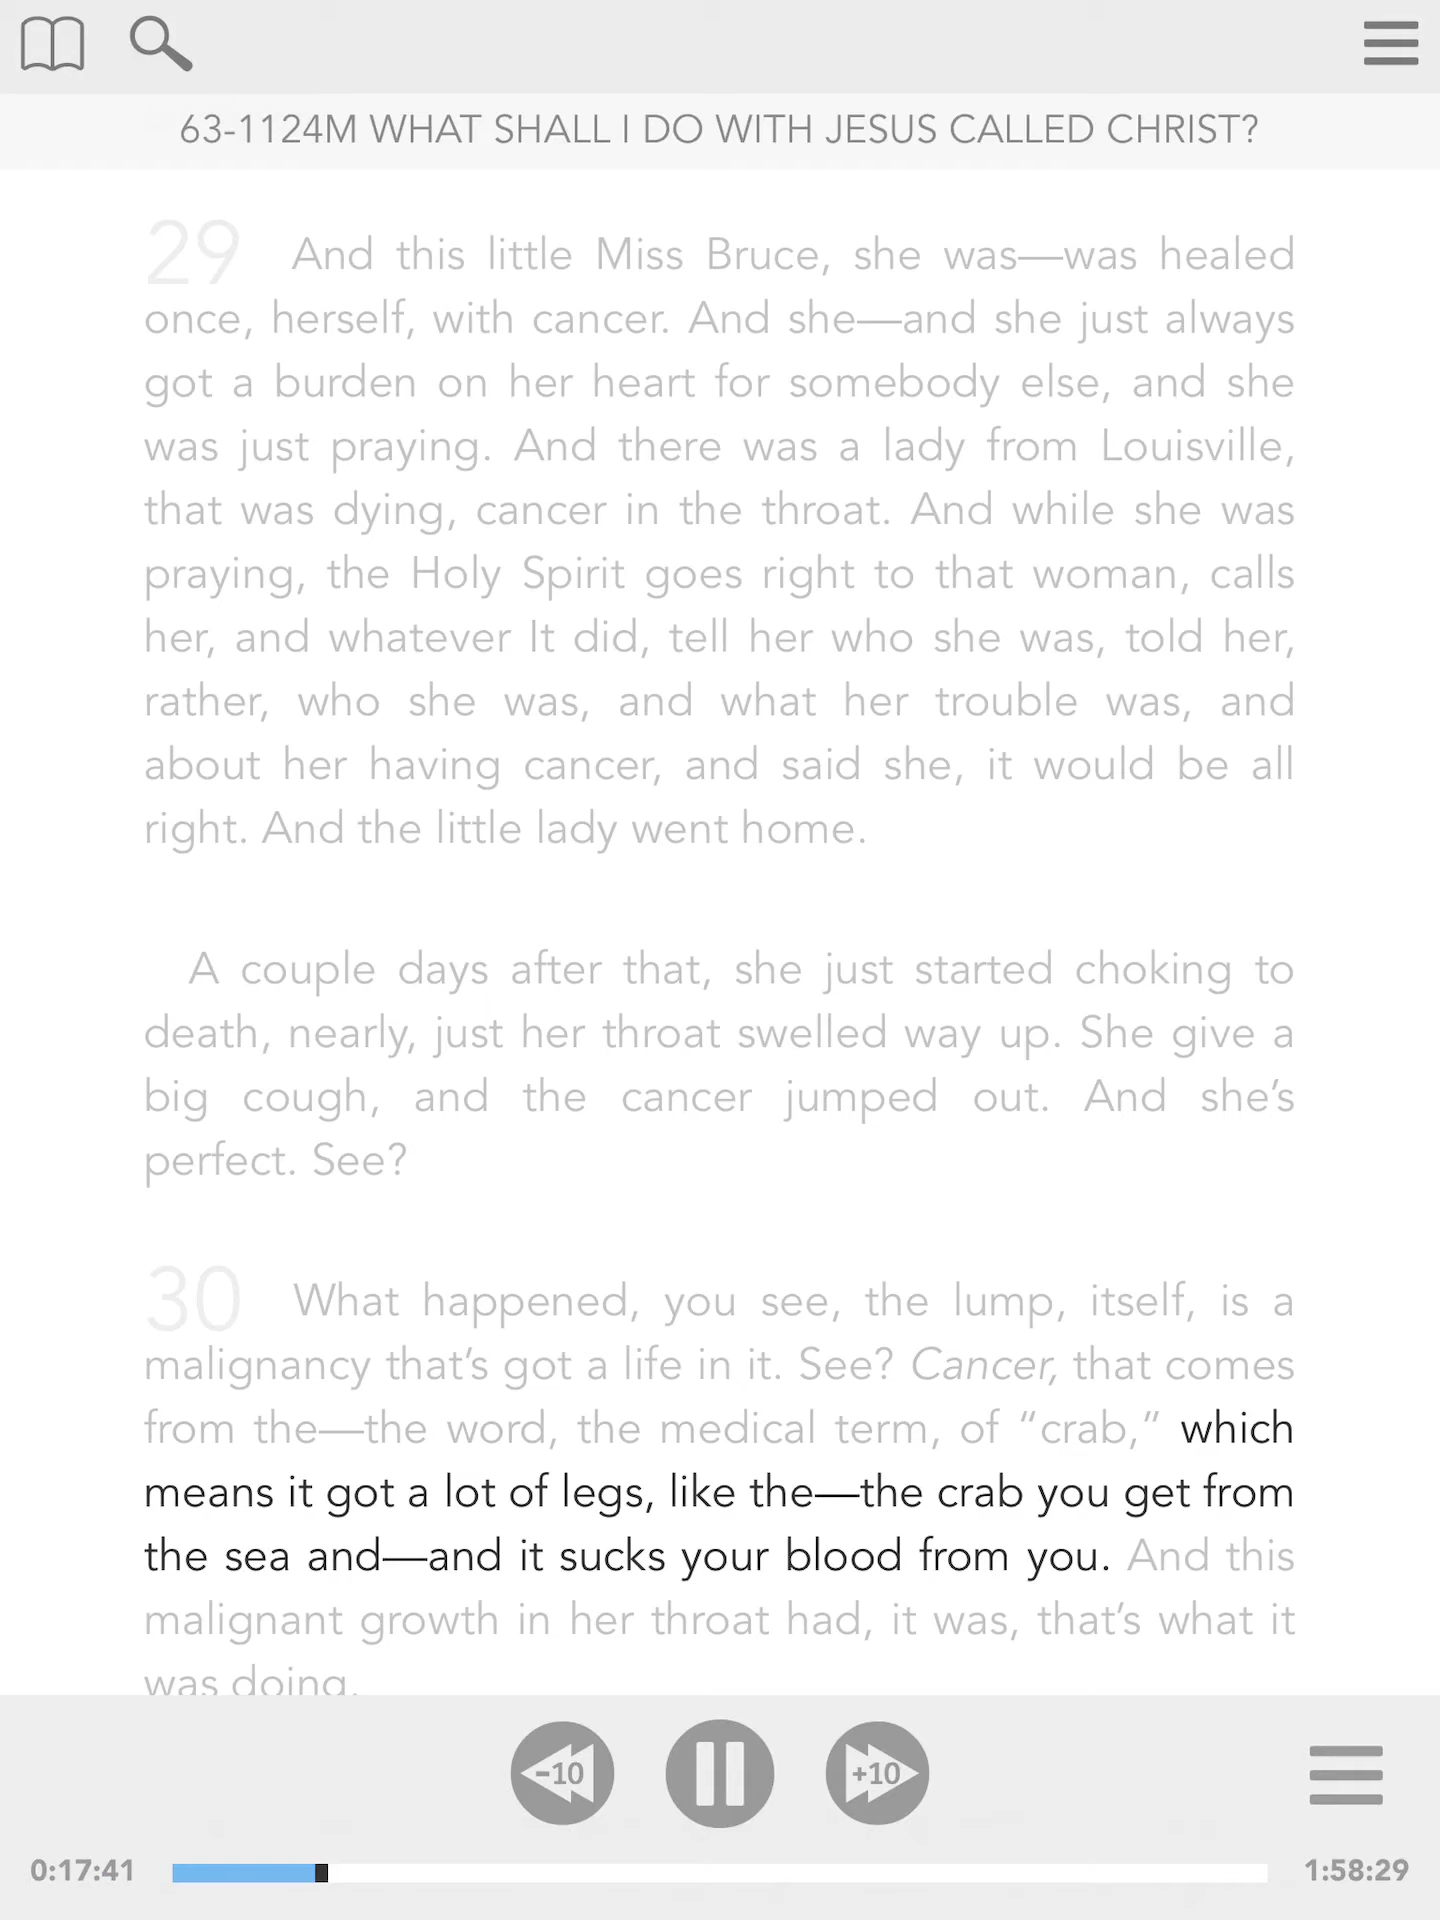 63-1124M WHAT SHALL I DO WITH JESUS CALLED CHRIST?
29 And this little Miss Bruce, she was—was healed
once, herself, with cancer. And she—and she just always
got a burden on her heart for somebody else, and she
was just praying. And there was a lady from Louisville,
that was dying, cancer in the throat. And while she was
praying, the Holy Spirit goes right to that woman, calls
her, and whatever It did, tell her who she was, told her,
rather, who she was, and what her trouble was, and
about her having cancer, and said she, it would be all
right. And the little lady went home.
A couple days after that, she just started choking to
death, nearly, just her throat swelled way up. She give a
big cough, and the cancer jumped out. And she’s
perfect. See?
30 What happened, you see, the lump, itself, is a
malignancy that’s got a life in it. See? Cancer, that comes
from the—the word, the medical term, of “crab,” which
means it got a lot of legs, like the—the crab you get from
the sea and—and it sucks your blood from you. And this
malignant growth in her throat had, it was, that’s what it
was doing.
-10 +10
0:17:41 1:58:29